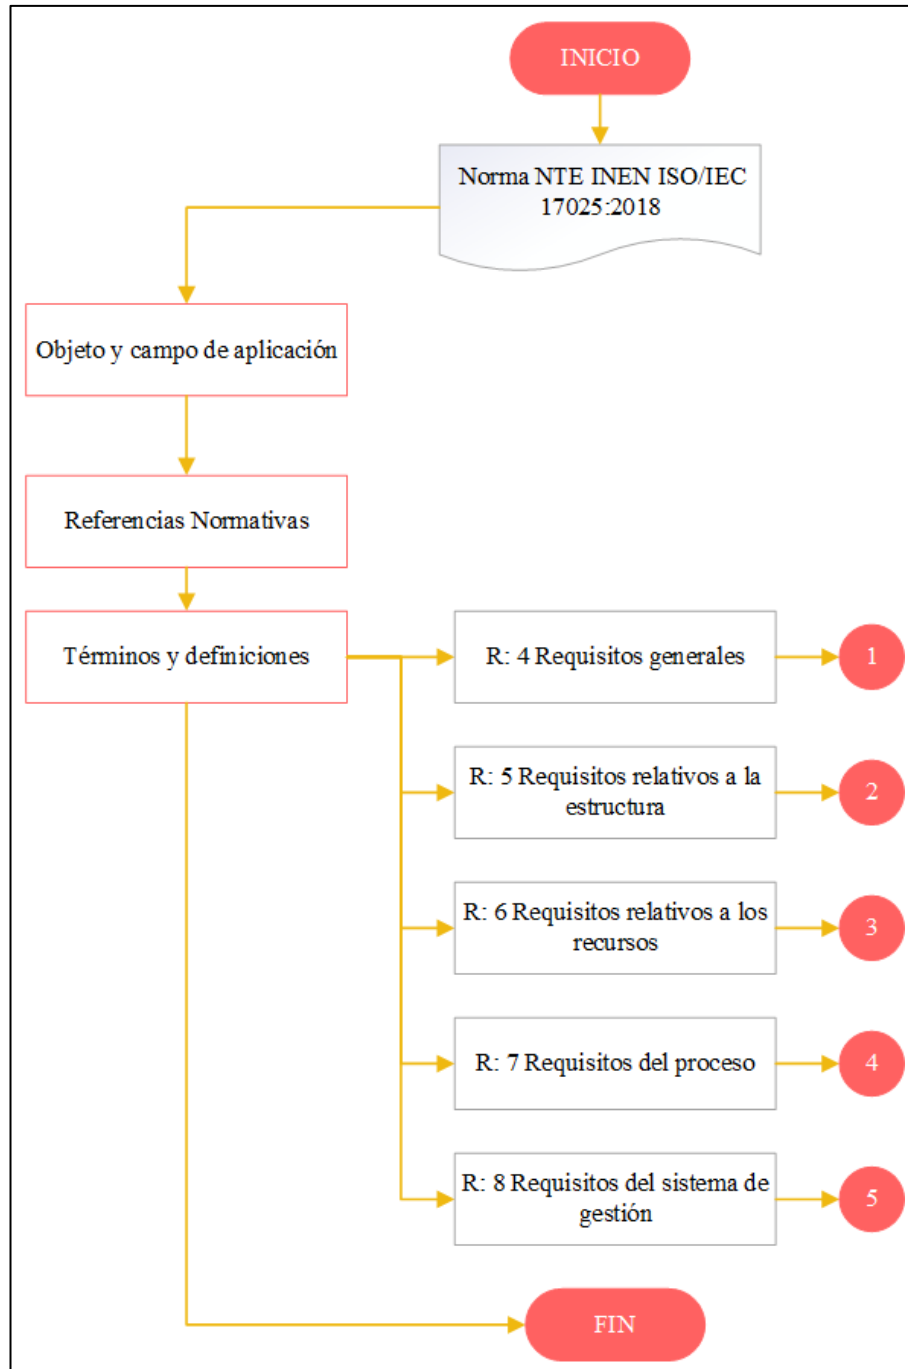 INICIO
Norma NTE INEN ISO/IEC
17025:2018
Objeto y campo de aplicación
Referencias Normativas
Términos y definiciones
R: 4 Requisitos generales
1
R: 5 Requisitos relativos a la
estructura
2
R: 6 Requisitos relativos a los
recursos
3
R: 7 Requisitos del proceso
4
R: 8 Requisitos del sistema de
gestión
5
FIN